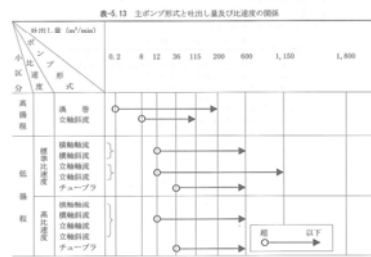 表-5.13 主ポンプ形式と吐出し量及び比速度の関係
吐出し量 (m³/min)
ポンプ形式
比速度
小区分
0.2 8 12 36 115 200 600 1,150 1,800
高揚程
渦巻
立軸斜流
低揚程
標準比速度
横軸軸流
横軸斜流
立軸軸流
立軸斜流
チューブラ
高比速度
横軸軸流
横軸斜流
立軸軸流
立軸斜流
チューブラ
超 以下